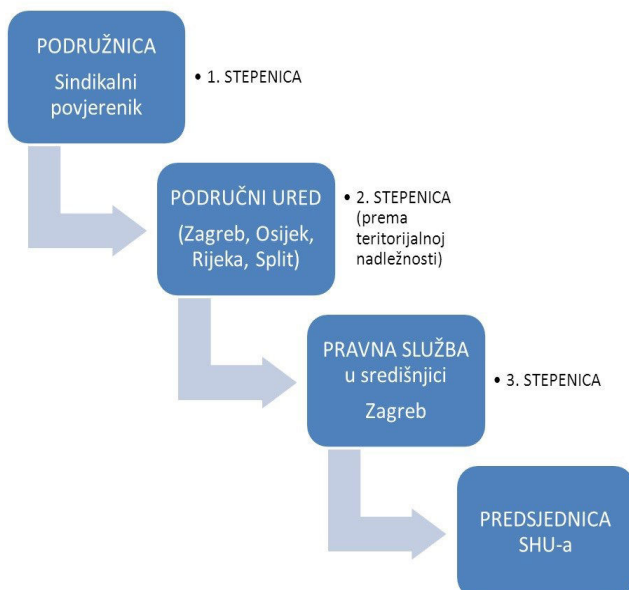 PODRUŽNICA
Sindikalni
povjerenik
• 1. STEPENICA
PODRUČNI URED
(Zagreb, Osijek,
Rijeka, Split)
• 2. STEPENICA
(prema
teritorijalnoj
nadležnosti)
PRAVNA SLUŽBA
u središnjici
Zagreb
• 3. STEPENICA
PREDSJEDNICA
SHU-a